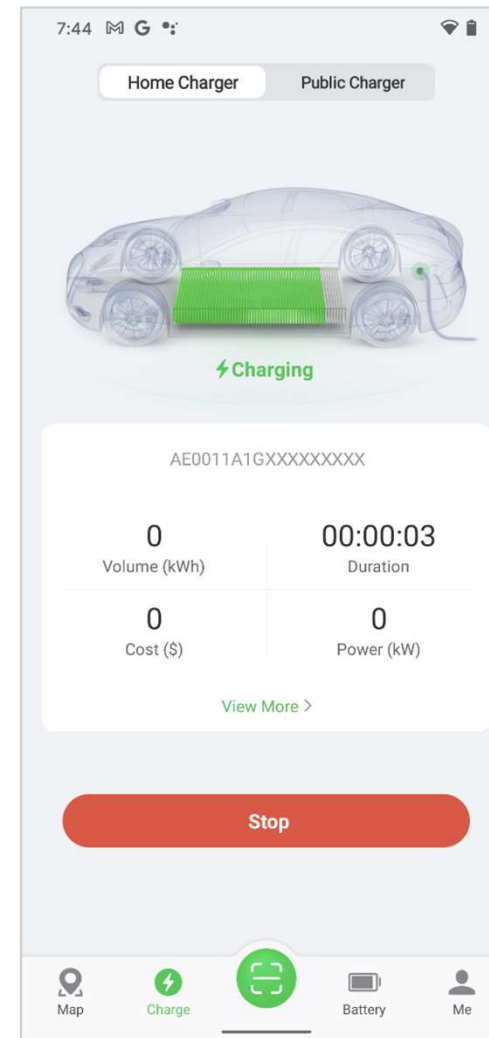 7:44
Home Charger Public Charger
Charging
AE0011A1GXXXXXXXXX
0 00:00:03
Volume (kWh) Duration
0 0
Cost ($) Power (kW)
View More >
Stop
Map Charge Battery Me